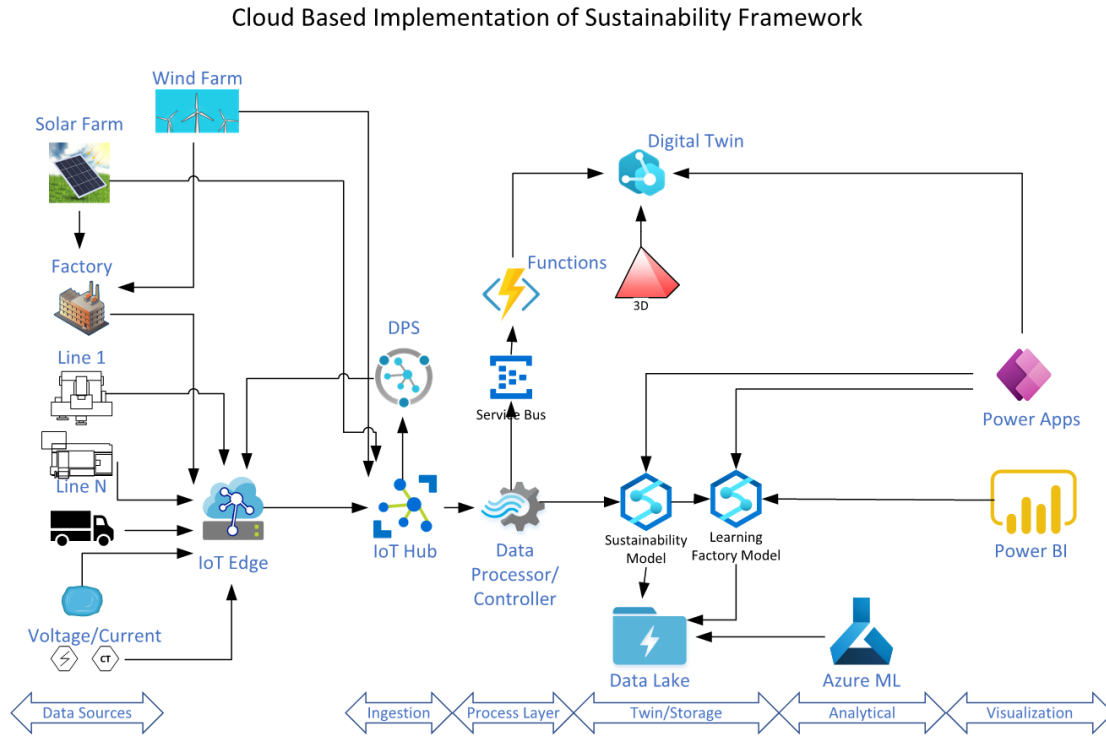 Cloud Based Implementation of Sustainability Framework
Wind Farm
Solar Farm
Digital Twin
Factory
Functions
3D
DPS
Line 1
Service Bus
Power Apps
Line N
IoT Edge
IoT Hub
Data
Processor/
Controller
Sustainability
Model
Learning
Factory Model
Power BI
Voltage/Current
CT
Data Lake
Azure ML
Data Sources
Ingestion
Process Layer
Twin/Storage
Analytical
Visualization